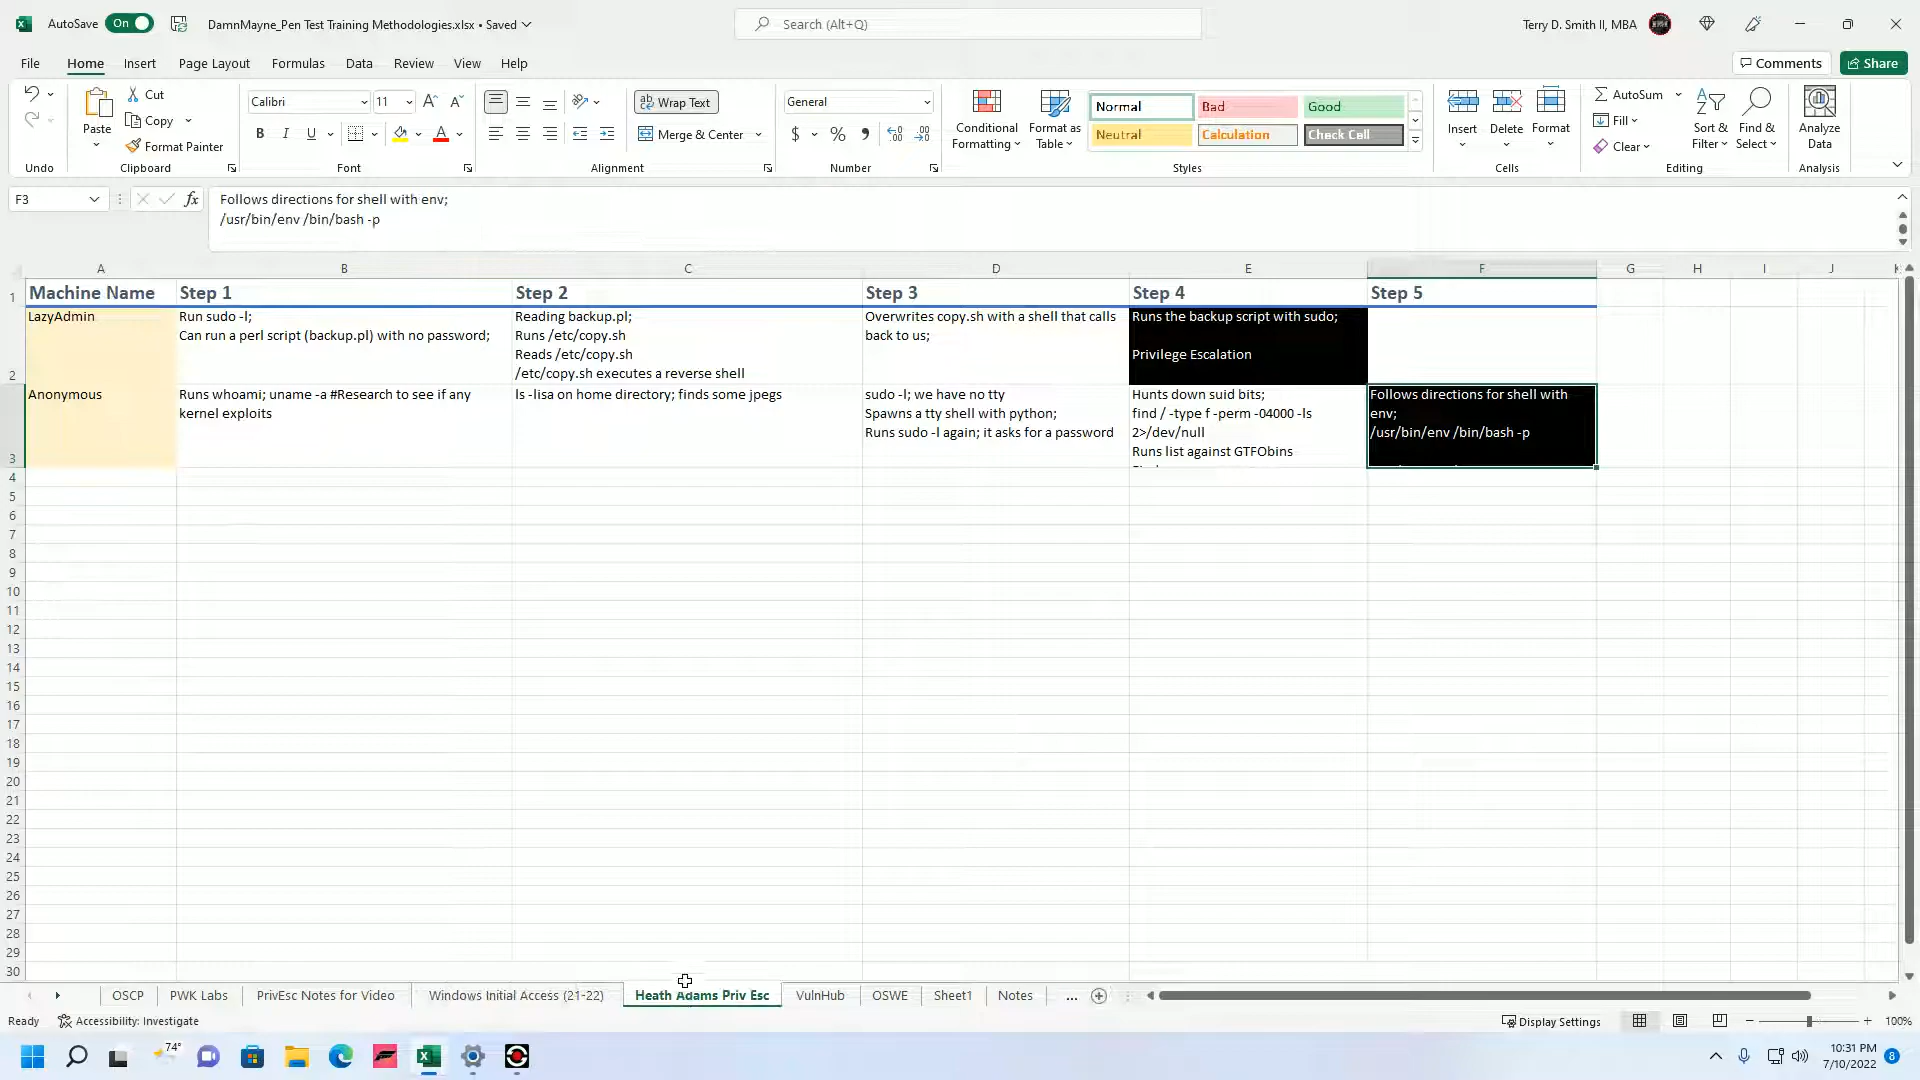 AutoSave On DamnMayne_Pen Test Training Methodologies.xlsx • Saved Search (Alt+Q) Terry D. Smith II, MBA
File Home Insert Page Layout Formulas Data Review View Help Comments Share
Cut
Copy
Format Painter
Paste
Undo Clipboard
Calibri 11
B I U
Font
Wrap Text
Merge & Center
Alignment
General
$ % 9
Number
Conditional Formatting
Format as Table
Normal Bad Good
Neutral Calculation Check Cell
Styles
Insert Delete Format
Cells
AutoSum
Fill
Clear
Sort & Filter
Find & Select
Editing
Analyze Data
Analysis
F3 fx Follows directions for shell with env;
/usr/bin/env /bin/bash -p
A B C D E F G H I J K
1 Machine Name Step 1 Step 2 Step 3 Step 4 Step 5
2
LazyAdmin
Run sudo -l;
Can run a perl script (backup.pl) with no password;
Reading backup.pl;
Runs /etc/copy.sh
Reads /etc/copy.sh
/etc/copy.sh executes a reverse shell
Overwrites copy.sh with a shell that calls
back to us;
Runs the backup script with sudo;
Privilege Escalation
3
Anonymous
Runs whoami; uname -a #Research to see if any
kernel exploits
ls -lisa on home directory; finds some jpegs
sudo -l; we have no tty
Spawns a tty shell with python;
Runs sudo -l again; it asks for a password
Hunts down suid bits;
find / -type f -perm -04000 -ls
2>/dev/null
Runs list against GTFObins
Follows directions for shell with
env;
/usr/bin/env /bin/bash -p
4
5
6
7
8
9
10
11
12
13
14
15
16
17
18
19
20
21
22
23
24
25
26
27
28
29
30
OSCP PWK Labs PrivEsc Notes for Video Windows Initial Access (21-22) Heath Adams Priv Esc VulnHub OSWE Sheet1 Notes ...
Ready Accessibility: Investigate Display Settings 100%
74° 10:31 PM
7/10/2022 8